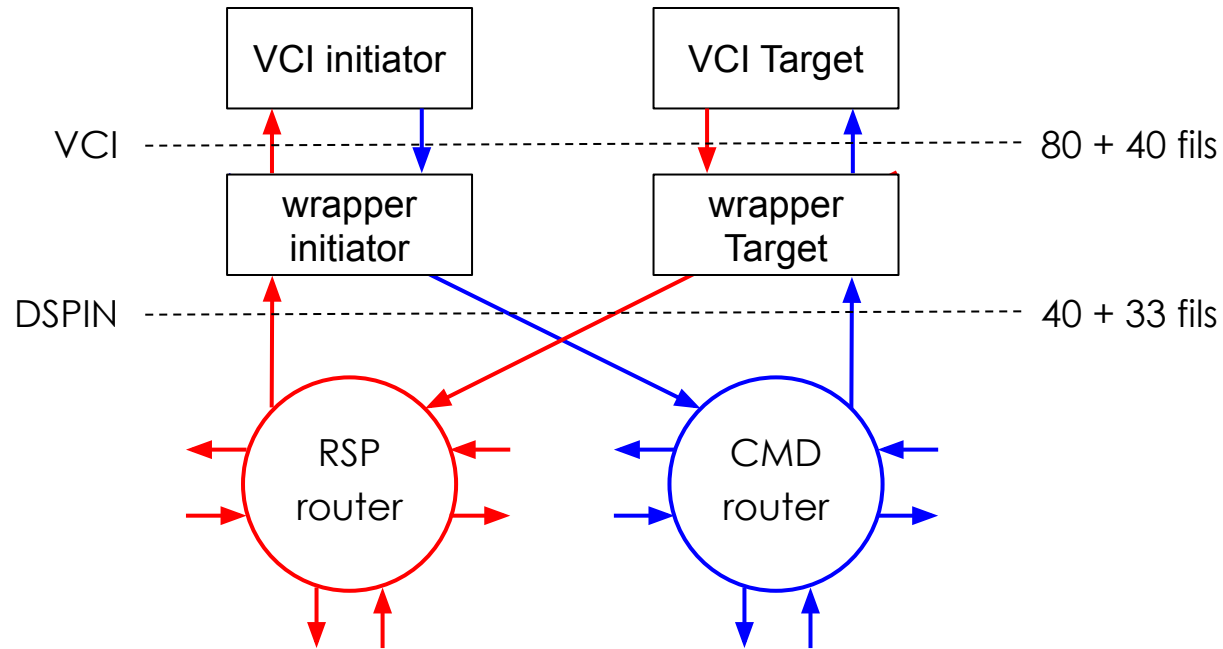 VCI initiator
VCI Target
VCI
80 + 40 fils
wrapper
initiator
wrapper
Target
DSPIN
40 + 33 fils
RSP
router
CMD
router